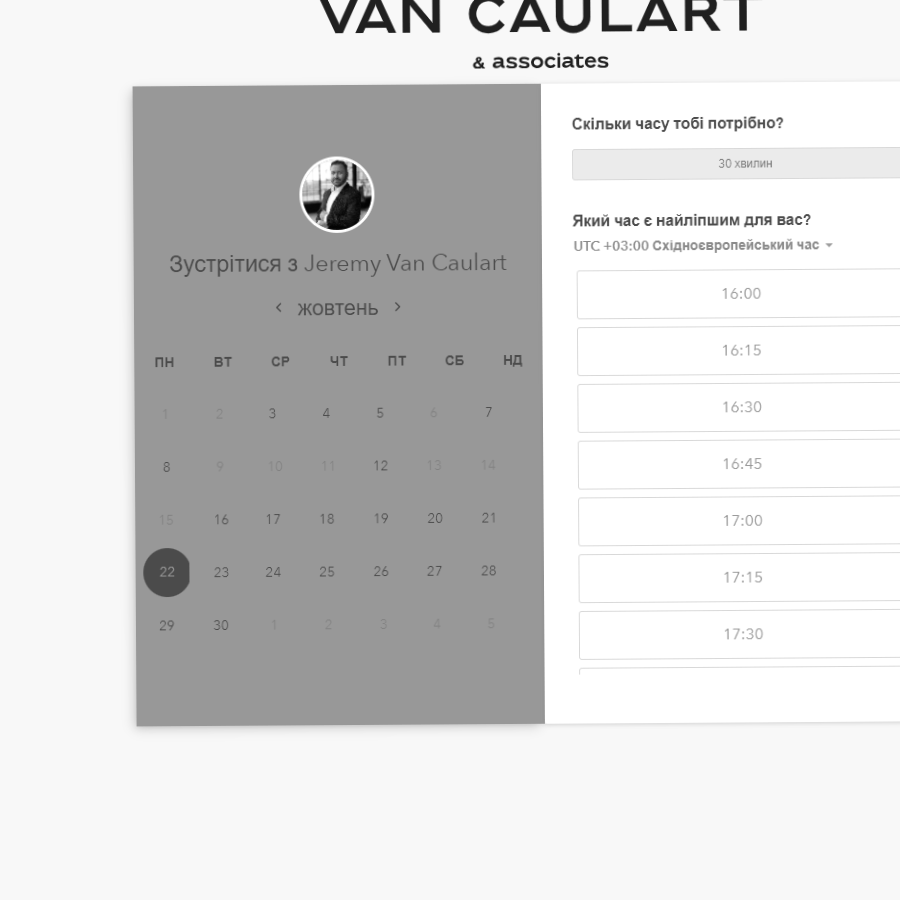 VAN CAULART
& associates
Зустрітися з Jeremy Van Caulart
жовтень
ПН ВТ СР ЧТ ПТ СБ НД
1 2 3 4 5 6 7
8 9 10 11 12 13 14
15 16 17 18 19 20 21
22 23 24 25 26 27 28
29 30 1 2 3 4 5
Скільки часу тобі потрібно?
30 хвилин
Який час є найліпшим для вас?
UTC +03:00 Східноєвропейський час
16:00
16:15
16:30
16:45
17:00
17:15
17:30